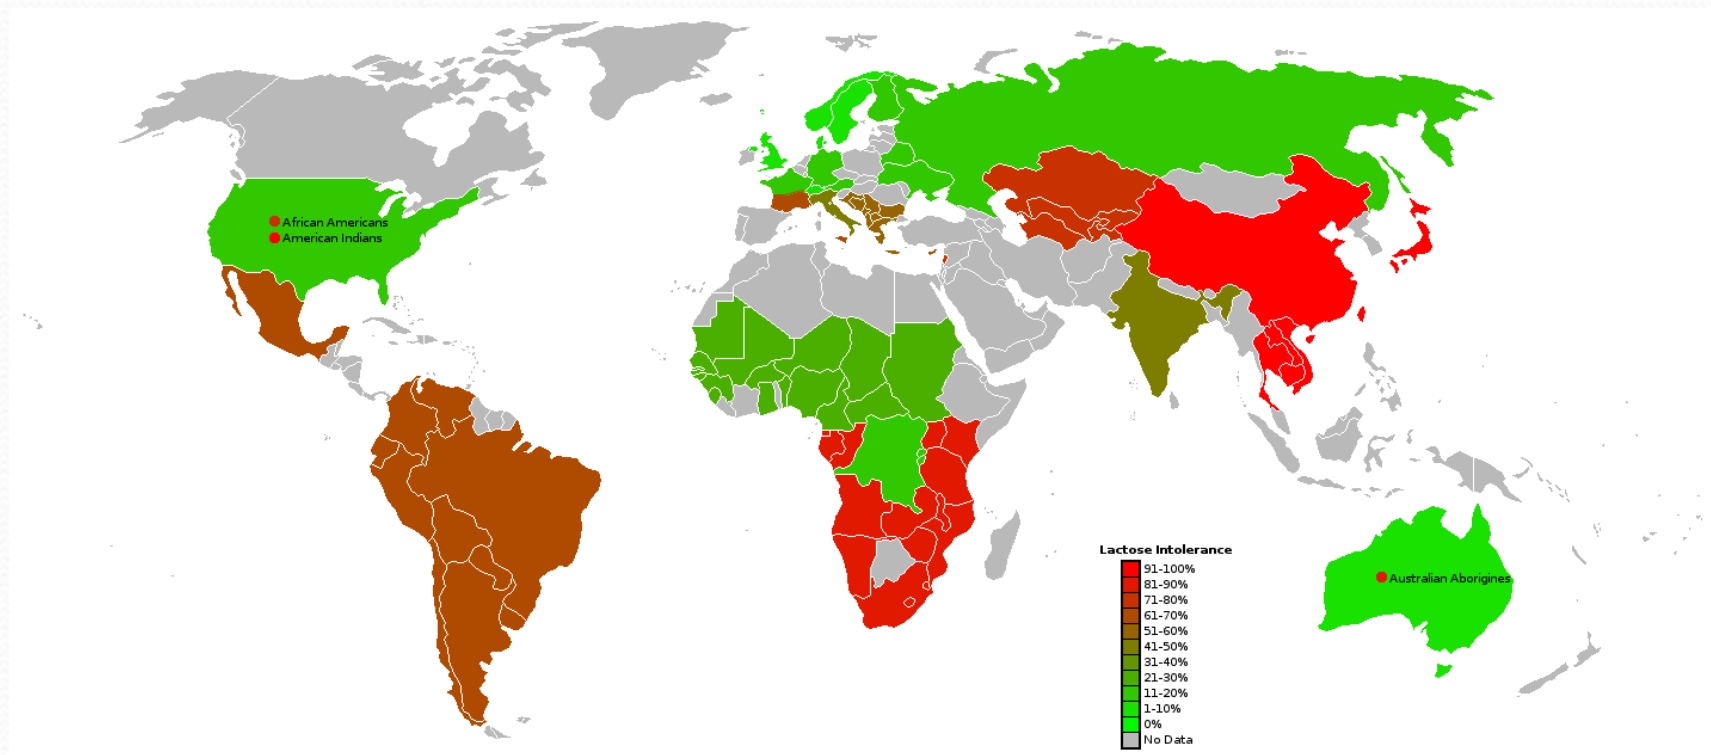 African Americans
American Indians
Lactose Intolerance
91-100%
81-90%
71-80%
61-70%
51-60%
41-50%
31-40%
21-30%
11-20%
1-10%
0%
No Data
Australian Aborigines